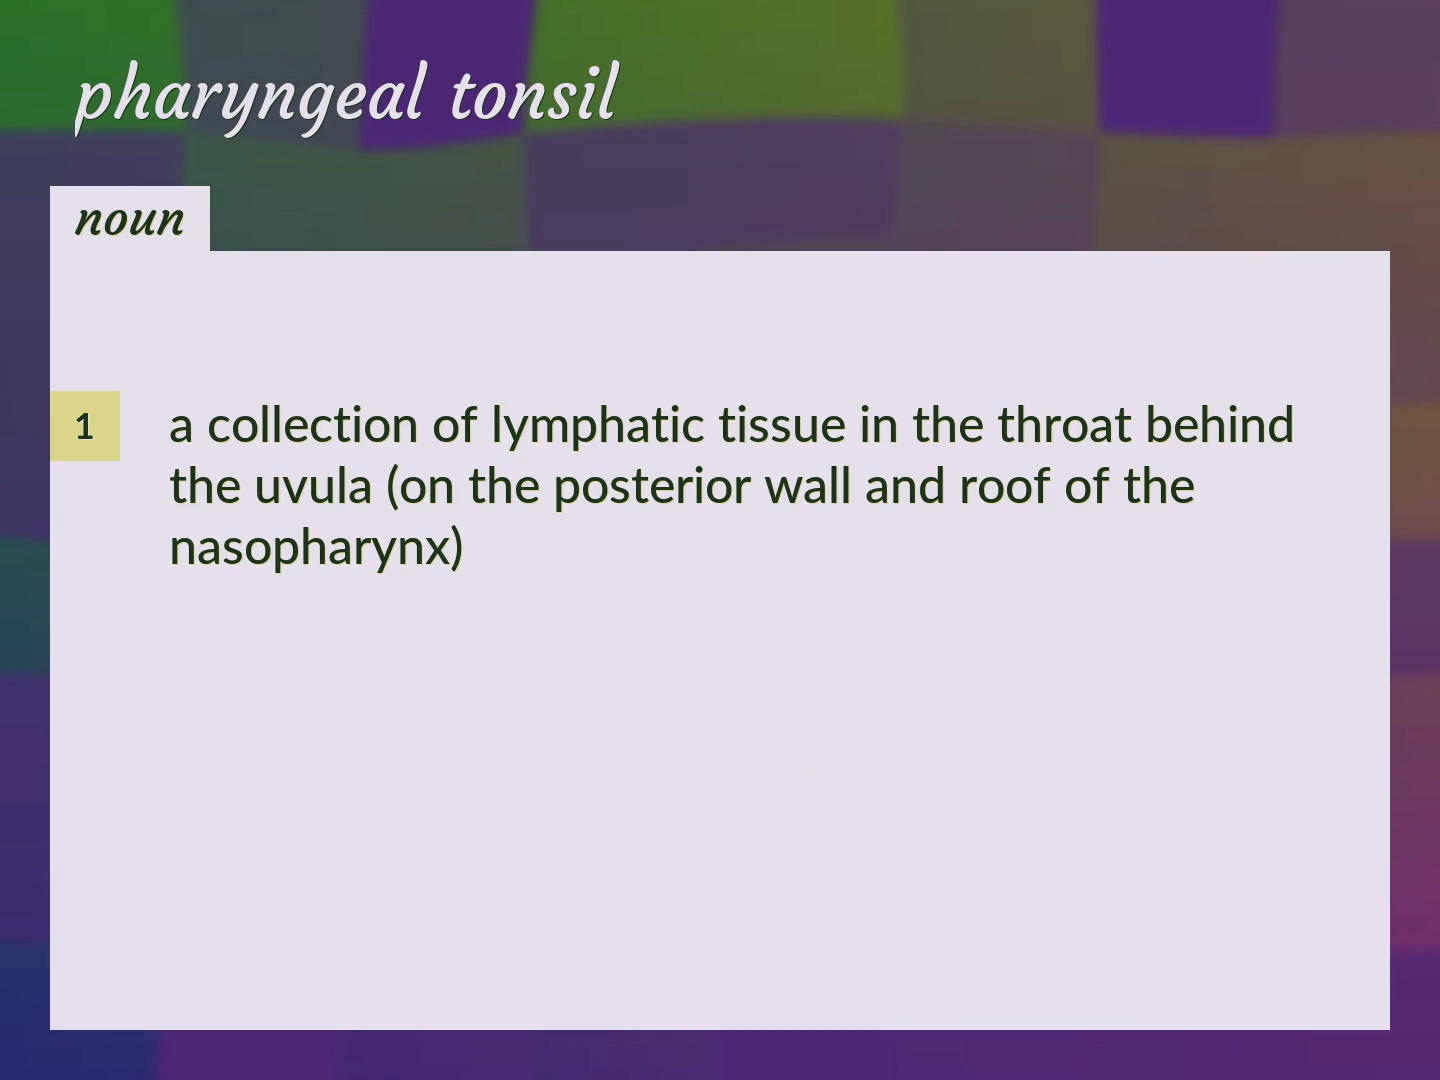 pharyngeal tonsil
noun
1
a collection of lymphatic tissue in the throat behind
the uvula (on the posterior wall and roof of the
nasopharynx)